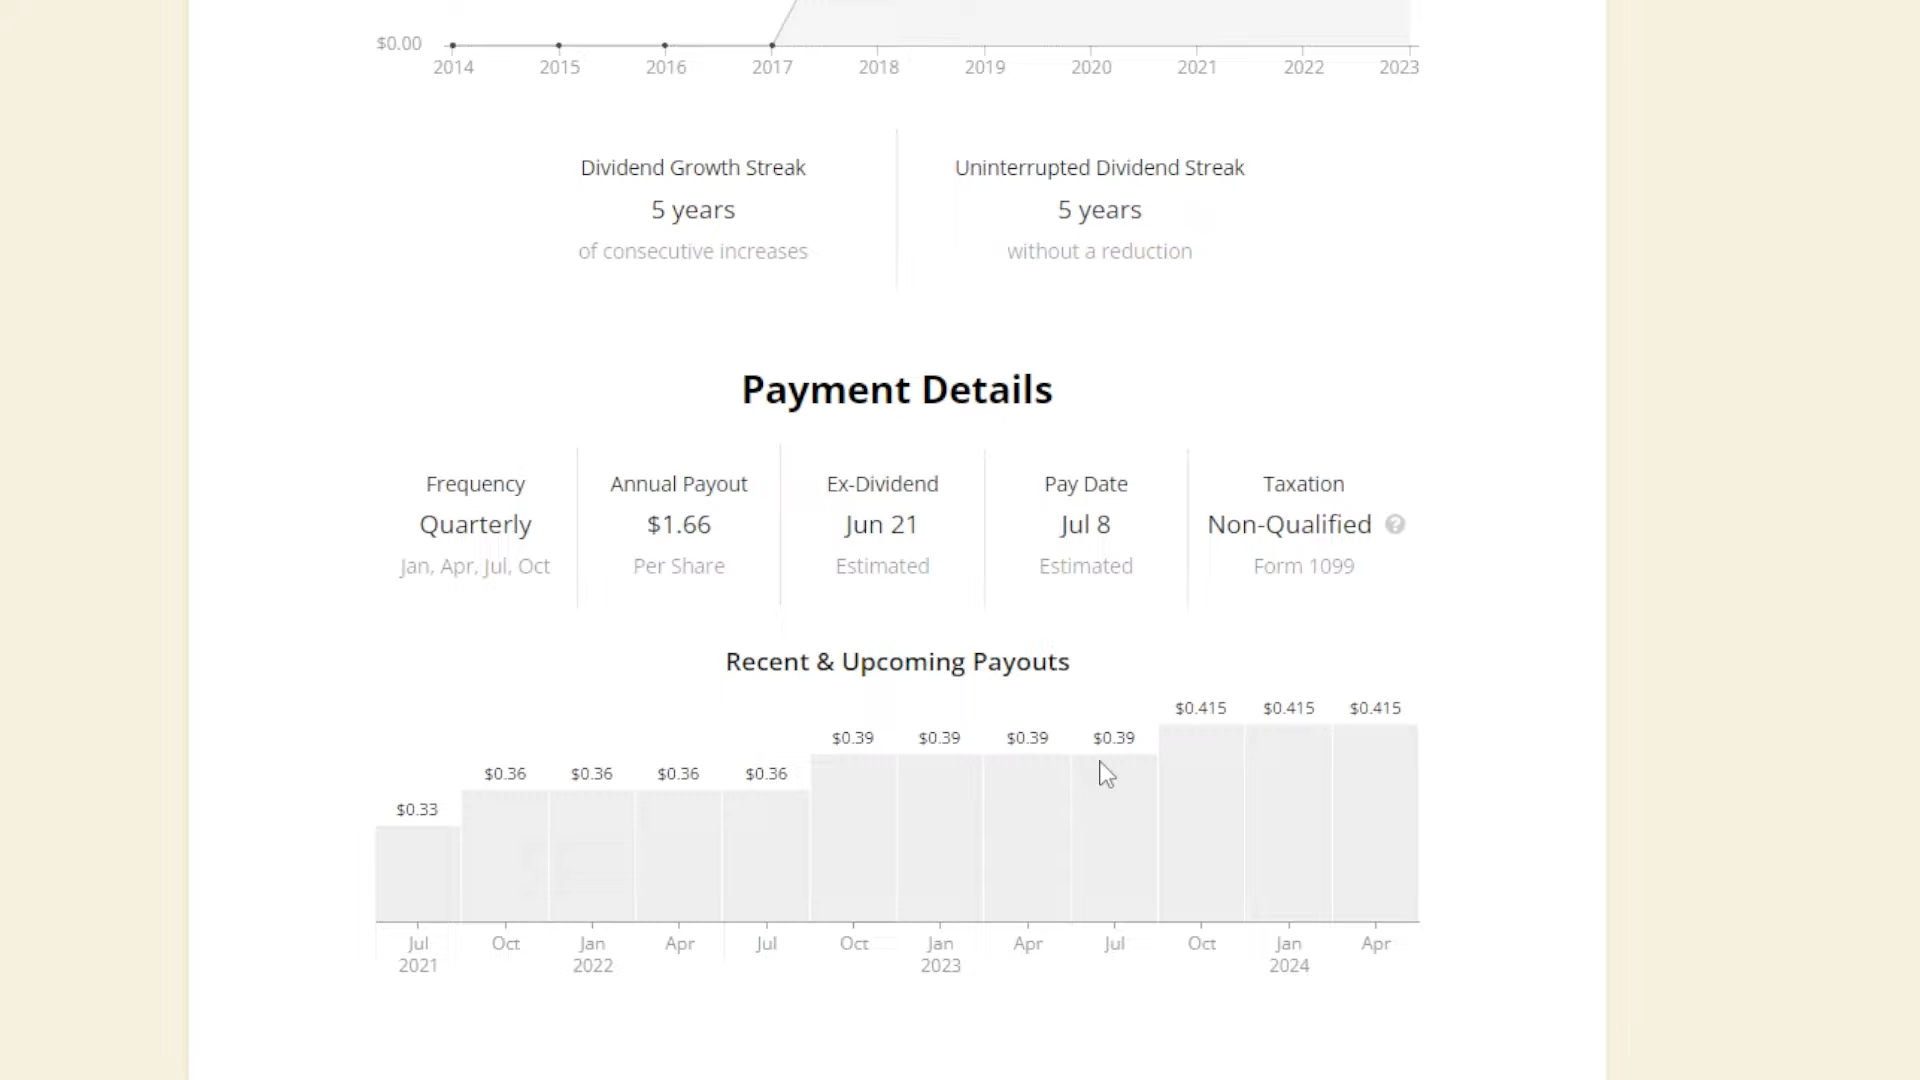 $0.00
2014 2015 2016 2017 2018 2019 2020 2021 2022 2023
Dividend Growth Streak
5 years
of consecutive increases
Uninterrupted Dividend Streak
5 years
without a reduction
Payment Details
Frequency
Quarterly
Jan, Apr, Jul, Oct
Annual Payout
$1.66
Per Share
Ex-Dividend
Jun 21
Estimated
Pay Date
Jul 8
Estimated
Taxation
Non-Qualified ?
Form 1099
Recent & Upcoming Payouts
$0.33 $0.36 $0.36 $0.36 $0.36 $0.39 $0.39 $0.39 $0.39 $0.415 $0.415 $0.415
Jul Oct Jan Apr Jul Oct Jan Apr Jul Oct Jan Apr
2021 2022 2023 2024